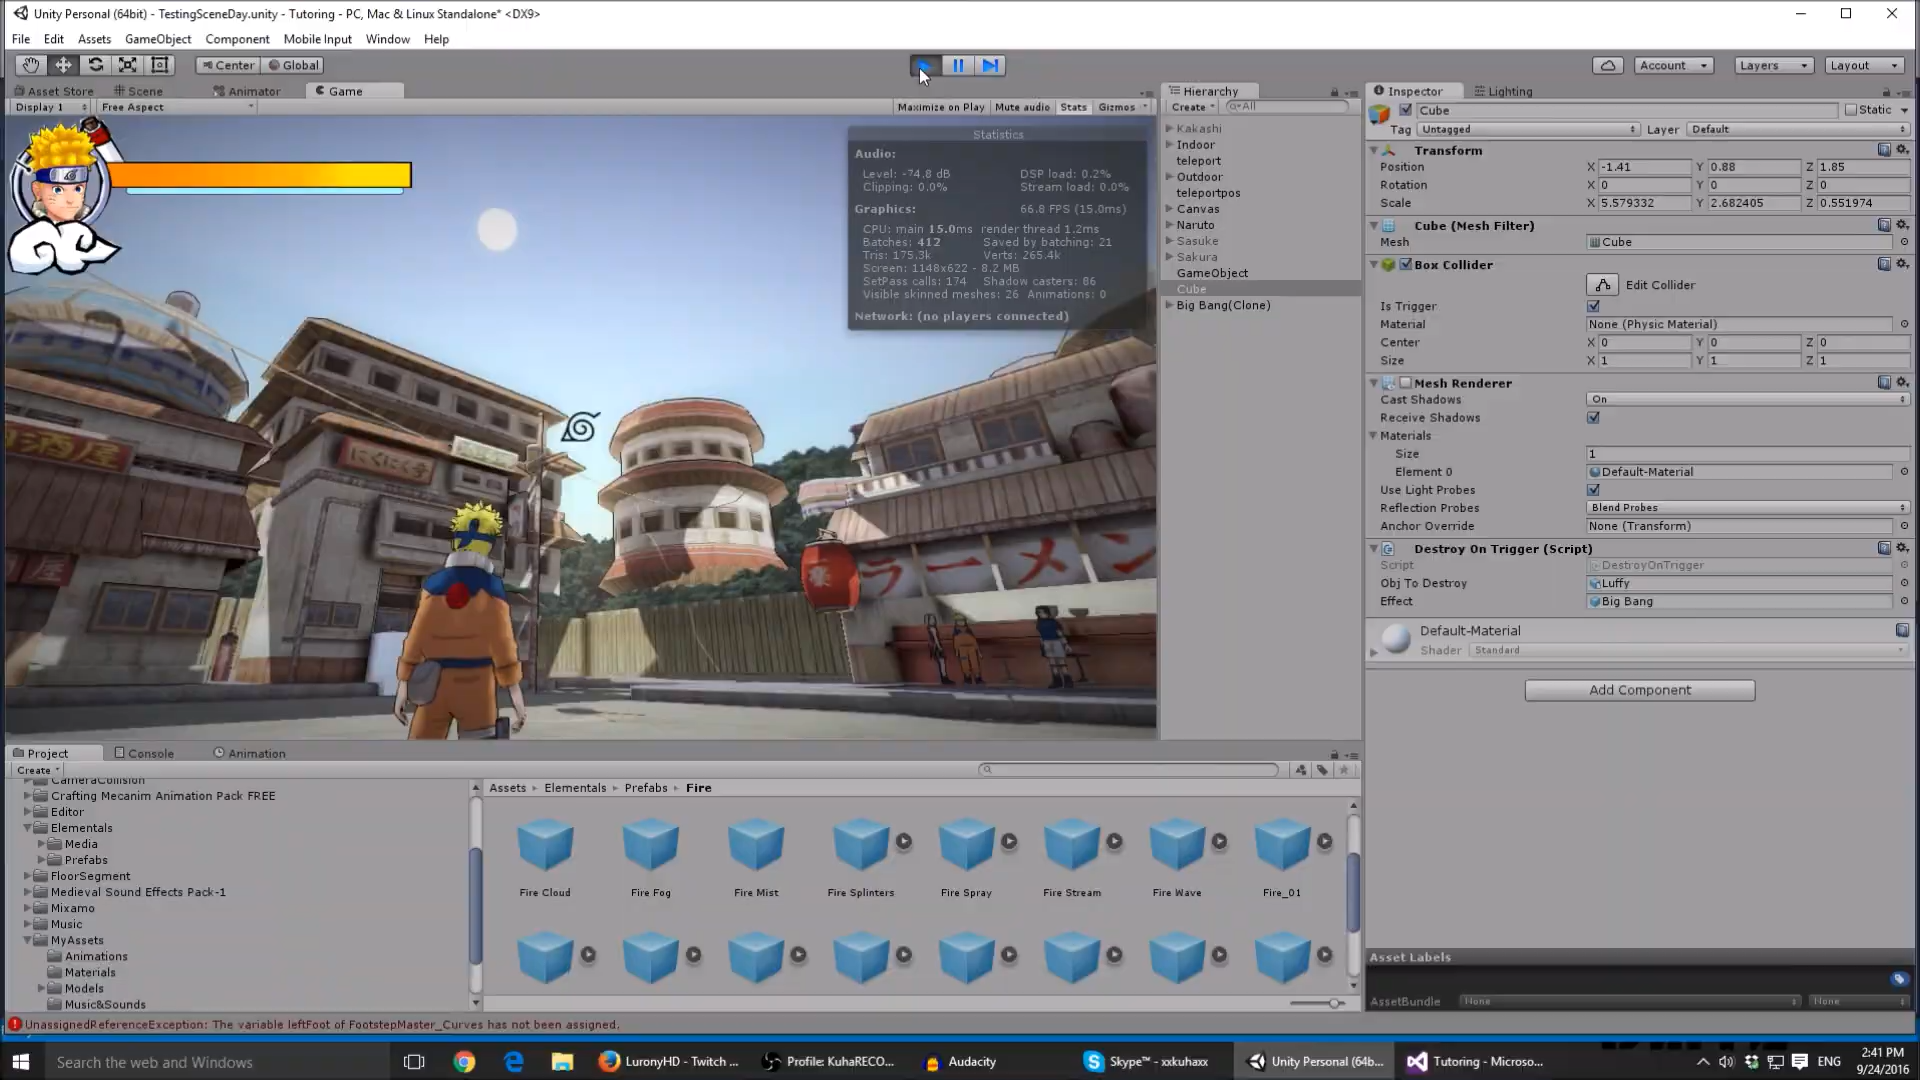 Unity Personal (64bit) - TestingSceneDay.unity - Tutoring - PC, Mac & Linux Standalone* <DX9>
File Edit Assets GameObject Component Mobile Input Window Help
Center Global Account Layers Layout
Asset Store Scene Animator Game
Display 1 Free Aspect Maximize on Play Mute audio Stats Gizmos
Statistics
Audio:
Level: -74.8 dB DSP load: 0.2%
Clipping: 0.0% Stream load: 0.0%
Graphics: 66.8 FPS (15.0ms)
CPU: main 15.0ms render thread 1.2ms
Batches: 412 Saved by batching: 21
Tris: 175.3k Verts: 265.4k
Screen: 1148x622 - 8.2 MB
SetPass calls: 174 Shadow casters: 86
Visible skinned meshes: 26 Animations: 0
Network: (no players connected)
酒屋
にくにく亭
ラーメン
Hierarchy
Create All
Kakashi
Indoor
teleport
Outdoor
teleportpos
Canvas
Naruto
Sasuke
Sakura
GameObject
Cube
Big Bang(Clone)
Inspector Lighting
Cube Static
Tag Untagged Layer Default
Transform
Position X -1.41 Y 0.88 Z 1.85
Rotation X 0 Y 0 Z 0
Scale X 5.579332 Y 2.682405 Z 0.551974
Cube (Mesh Filter)
Mesh Cube
Box Collider
Edit Collider
Is Trigger
Material None (Physic Material)
Center X 0 Y 0 Z 0
Size X 1 Y 1 Z 1
Mesh Renderer
Cast Shadows On
Receive Shadows
Materials
Size 1
Element 0 Default-Material
Use Light Probes
Reflection Probes Blend Probes
Anchor Override None (Transform)
Destroy On Trigger (Script)
Script DestroyOnTrigger
Obj To Destroy Luffy
Effect Big Bang
Default-Material
Shader Standard
Add Component
Asset Labels
AssetBundle None None
Project Console Animation
Create
CameraCollision
Crafting Mecanim Animation Pack FREE
Editor
Elementals
Media
Prefabs
FloorSegment
Medieval Sound Effects Pack-1
Mixamo
Music
MyAssets
Animations
Materials
Models
Music&Sounds
Assets Elementals Prefabs Fire
Fire Cloud Fire Fog Fire Mist Fire Splinters Fire Spray Fire Stream Fire Wave Fire_01
UnassignedReferenceException: The variable leftFoot of FootstepMaster_Curves has not been assigned.
Search the web and Windows LuronyHD - Twitch ... Profile: KuhaRECO... Audacity Skype™ - xxkuhaxx Unity Personal (64b... Tutoring - Microso... ENG
2:41 PM
9/24/2016